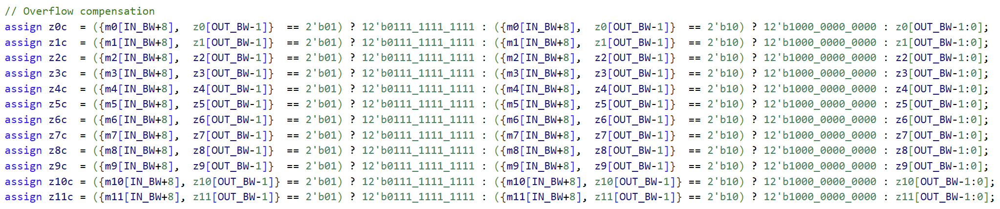 // Overflow compensation
assign z0c  = ({m0[IN_BW+8],  z0[OUT_BW-1]}  == 2'b01) ? 12'b0111_1111_1111 : ({m0[IN_BW+8],  z0[OUT_BW-1]}  == 2'b10) ? 12'b1000_0000_0000 : z0[OUT_BW-1:0];
assign z1c  = ({m1[IN_BW+8],  z1[OUT_BW-1]}  == 2'b01) ? 12'b0111_1111_1111 : ({m1[IN_BW+8],  z1[OUT_BW-1]}  == 2'b10) ? 12'b1000_0000_0000 : z1[OUT_BW-1:0];
assign z2c  = ({m2[IN_BW+8],  z2[OUT_BW-1]}  == 2'b01) ? 12'b0111_1111_1111 : ({m2[IN_BW+8],  z2[OUT_BW-1]}  == 2'b10) ? 12'b1000_0000_0000 : z2[OUT_BW-1:0];
assign z3c  = ({m3[IN_BW+8],  z3[OUT_BW-1]}  == 2'b01) ? 12'b0111_1111_1111 : ({m3[IN_BW+8],  z3[OUT_BW-1]}  == 2'b10) ? 12'b1000_0000_0000 : z3[OUT_BW-1:0];
assign z4c  = ({m4[IN_BW+8],  z4[OUT_BW-1]}  == 2'b01) ? 12'b0111_1111_1111 : ({m4[IN_BW+8],  z4[OUT_BW-1]}  == 2'b10) ? 12'b1000_0000_0000 : z4[OUT_BW-1:0];
assign z5c  = ({m5[IN_BW+8],  z5[OUT_BW-1]}  == 2'b01) ? 12'b0111_1111_1111 : ({m5[IN_BW+8],  z5[OUT_BW-1]}  == 2'b10) ? 12'b1000_0000_0000 : z5[OUT_BW-1:0];
assign z6c  = ({m6[IN_BW+8],  z6[OUT_BW-1]}  == 2'b01) ? 12'b0111_1111_1111 : ({m6[IN_BW+8],  z6[OUT_BW-1]}  == 2'b10) ? 12'b1000_0000_0000 : z6[OUT_BW-1:0];
assign z7c  = ({m7[IN_BW+8],  z7[OUT_BW-1]}  == 2'b01) ? 12'b0111_1111_1111 : ({m7[IN_BW+8],  z7[OUT_BW-1]}  == 2'b10) ? 12'b1000_0000_0000 : z7[OUT_BW-1:0];
assign z8c  = ({m8[IN_BW+8],  z8[OUT_BW-1]}  == 2'b01) ? 12'b0111_1111_1111 : ({m8[IN_BW+8],  z8[OUT_BW-1]}  == 2'b10) ? 12'b1000_0000_0000 : z8[OUT_BW-1:0];
assign z9c  = ({m9[IN_BW+8],  z9[OUT_BW-1]}  == 2'b01) ? 12'b0111_1111_1111 : ({m9[IN_BW+8],  z9[OUT_BW-1]}  == 2'b10) ? 12'b1000_0000_0000 : z9[OUT_BW-1:0];
assign z10c = ({m10[IN_BW+8], z10[OUT_BW-1]} == 2'b01) ? 12'b0111_1111_1111 : ({m10[IN_BW+8], z10[OUT_BW-1]} == 2'b10) ? 12'b1000_0000_0000 : z10[OUT_BW-1:0];
assign z11c = ({m11[IN_BW+8], z11[OUT_BW-1]} == 2'b01) ? 12'b0111_1111_1111 : ({m11[IN_BW+8], z11[OUT_BW-1]} == 2'b10) ? 12'b1000_0000_0000 : z11[OUT_BW-1:0];